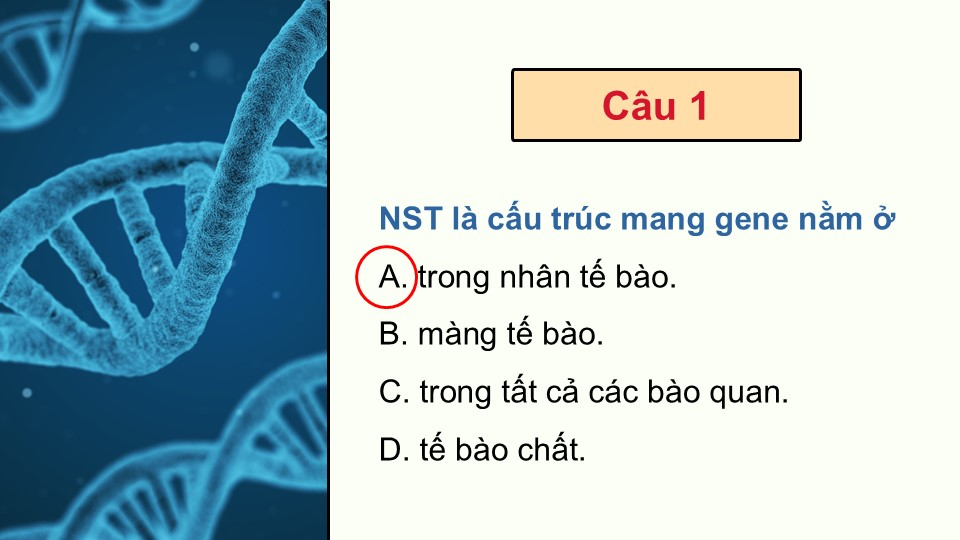 Câu 1
NST là cấu trúc mang gene nằm ở
A. trong nhân tế bào.
B. màng tế bào.
C. trong tất cả các bào quan.
D. tế bào chất.